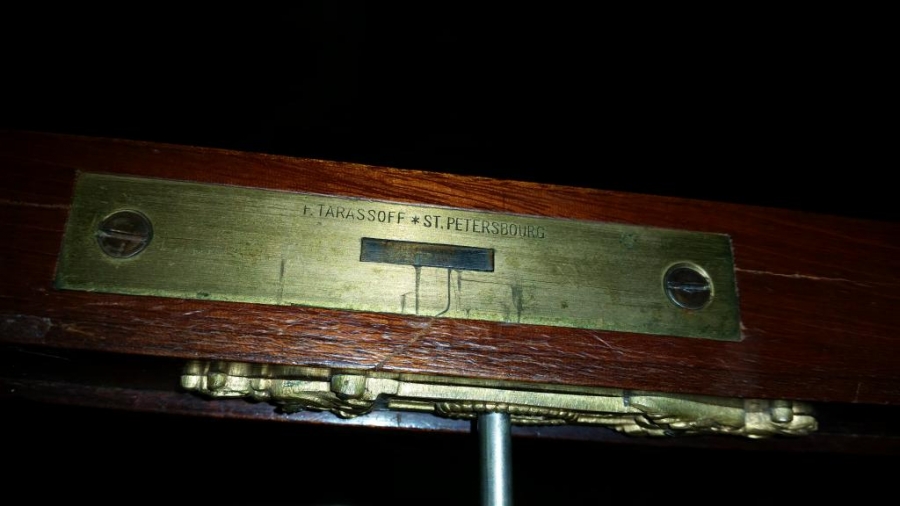 F. TARASSOFF * ST. PETERSBOURG